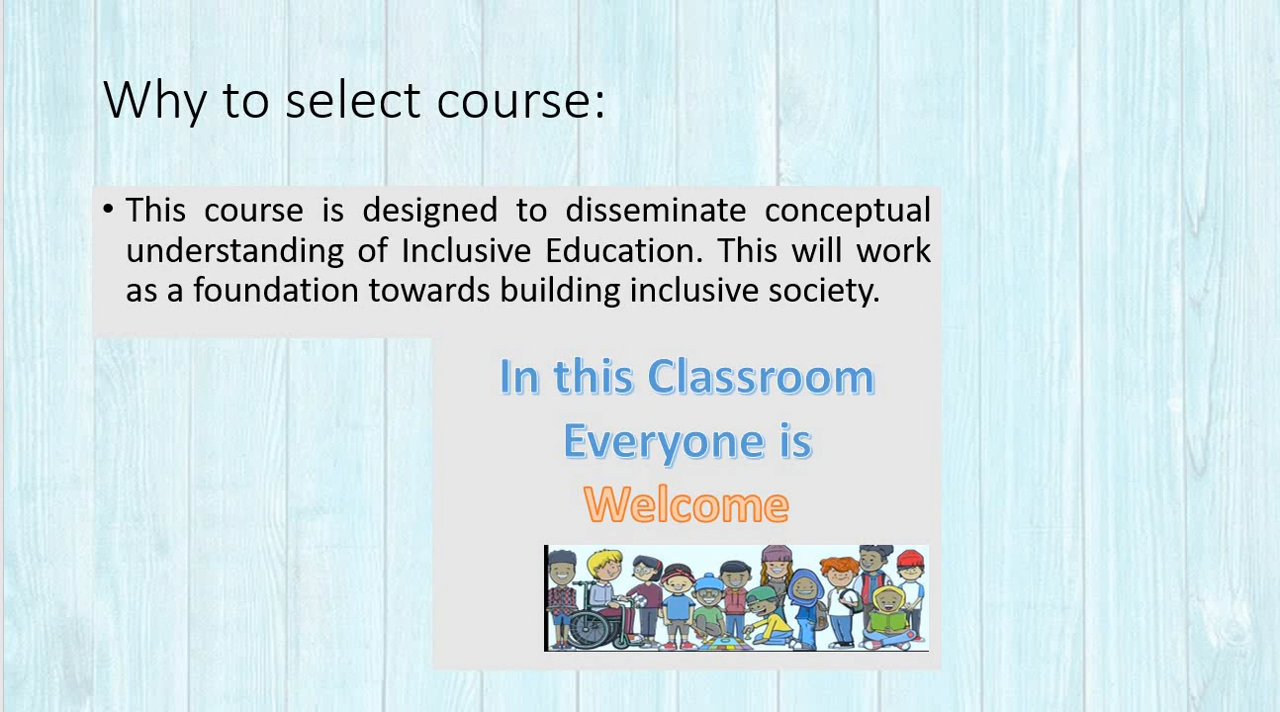 Why to select course:
• This course is designed to disseminate conceptual
understanding of Inclusive Education. This will work
as a foundation towards building inclusive society.
In this Classroom
Everyone is
Welcome